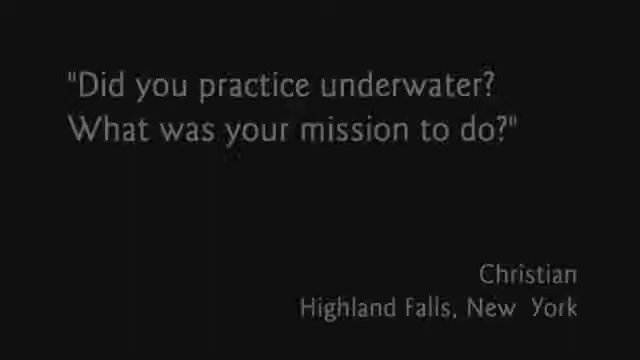 "Did you practice underwater?
What was your mission to do?"
Christian
Highland Falls, New York